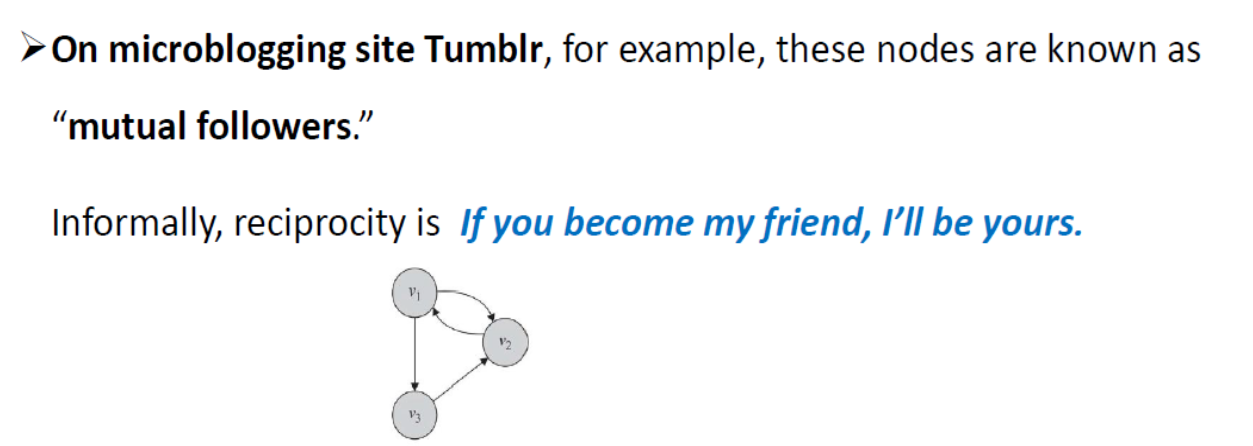 ➢On microblogging site Tumblr, for example, these nodes are known as
“mutual followers.”
Informally, reciprocity is If you become my friend, I’ll be yours.
v1
v2
v3